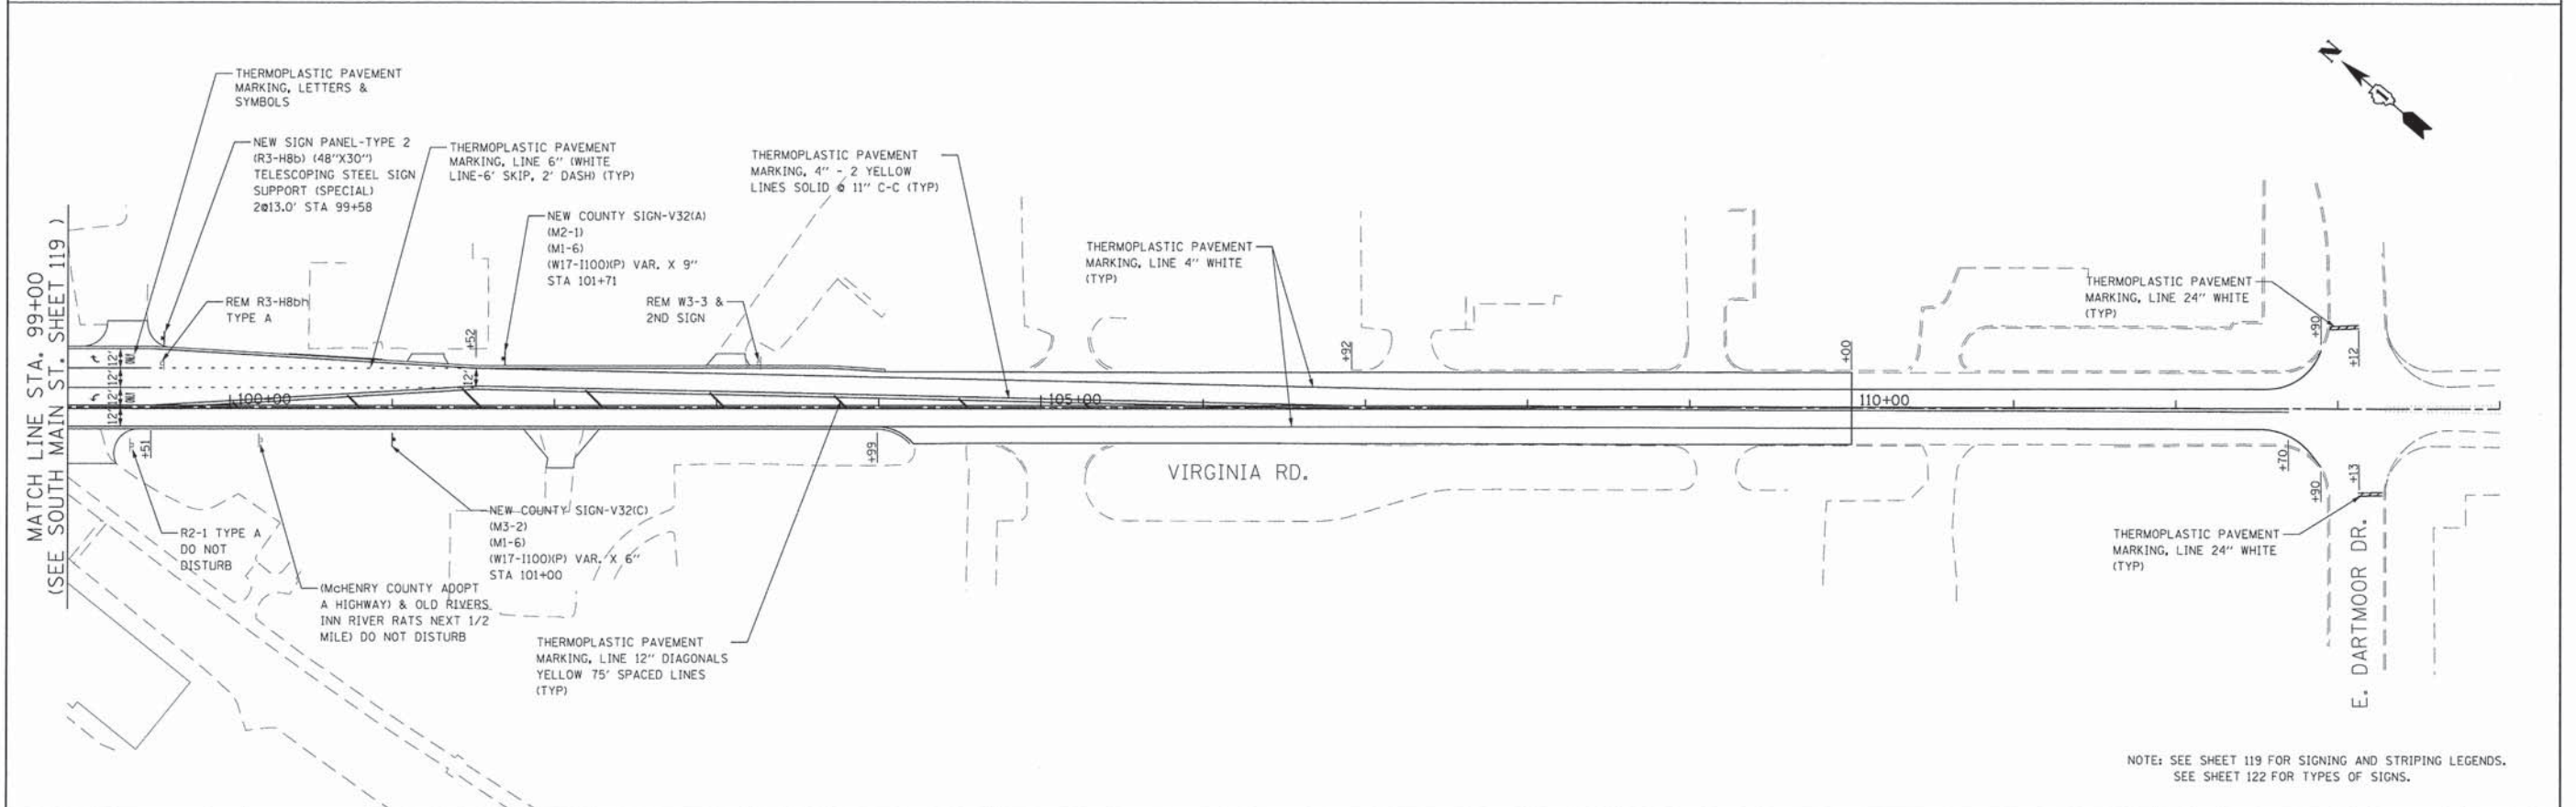 THERMOPLASTIC PAVEMENT
MARKING, LETTERS &
SYMBOLS
NEW SIGN PANEL-TYPE 2
(R3-H8b) (48"X30")
TELESCOPING STEEL SIGN
SUPPORT (SPECIAL)
2@13.0' STA 99+58
THERMOPLASTIC PAVEMENT
MARKING, LINE 6" (WHITE
LINE-6' SKIP, 2' DASH) (TYP)
THERMOPLASTIC PAVEMENT
MARKING, 4" - 2 YELLOW
LINES SOLID @ 11" C-C (TYP)
NEW COUNTY SIGN-V32(A)
(M2-1)
(M1-6)
(W17-I100)(P) VAR. X 9"
STA 101+71
REM R3-H8bh
TYPE A
REM W3-3 &
2ND SIGN
THERMOPLASTIC PAVEMENT
MARKING, LINE 4" WHITE
(TYP)
THERMOPLASTIC PAVEMENT
MARKING, LINE 24" WHITE
(TYP)
N
MATCH LINE STA. 99+00
(SEE SOUTH MAIN ST. SHEET 119 )
12'
12'
12'
12'
12'
+52
+92
+00
+90
+12
100+00
105+00
110+00
+51
+99
+70
+90
+13
VIRGINIA RD.
E. DARTMOOR DR.
R2-1 TYPE A
DO NOT
DISTURB
(McHENRY COUNTY ADOPT
A HIGHWAY) & OLD RIVERS
INN RIVER RATS NEXT 1/2
MILE) DO NOT DISTURB
NEW COUNTY SIGN-V32(C)
(M3-2)
(M1-6)
(W17-I100)(P) VAR. X 6"
STA 101+00
THERMOPLASTIC PAVEMENT
MARKING, LINE 12" DIAGONALS
YELLOW 75' SPACED LINES
(TYP)
THERMOPLASTIC PAVEMENT
MARKING, LINE 24" WHITE
(TYP)
NOTE: SEE SHEET 119 FOR SIGNING AND STRIPING LEGENDS.
SEE SHEET 122 FOR TYPES OF SIGNS.